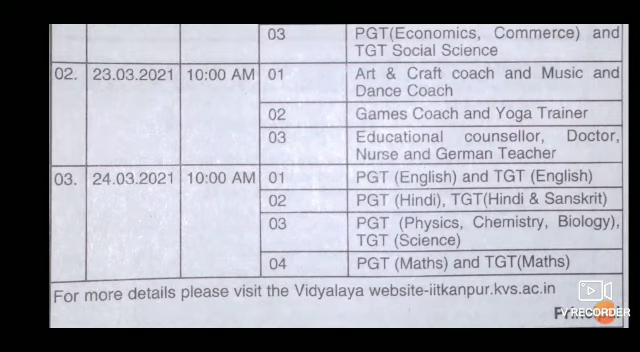 03 PGT(Economics, Commerce) and
TGT Social Science
02. 23.03.2021 10:00 AM 01 Art & Craft coach and Music and
Dance Coach
02 Games Coach and Yoga Trainer
03 Educational counsellor, Doctor,
Nurse and German Teacher
03. 24.03.2021 10:00 AM 01 PGT (English) and TGT (English)
02 PGT (Hindi), TGT(Hindi & Sanskrit)
03 PGT (Physics, Chemistry, Biology),
TGT (Science)
04 PGT (Maths) and TGT(Maths)
For more details please visit the Vidyalaya website-iitkanpur.kvs.ac.in
V RECORDER